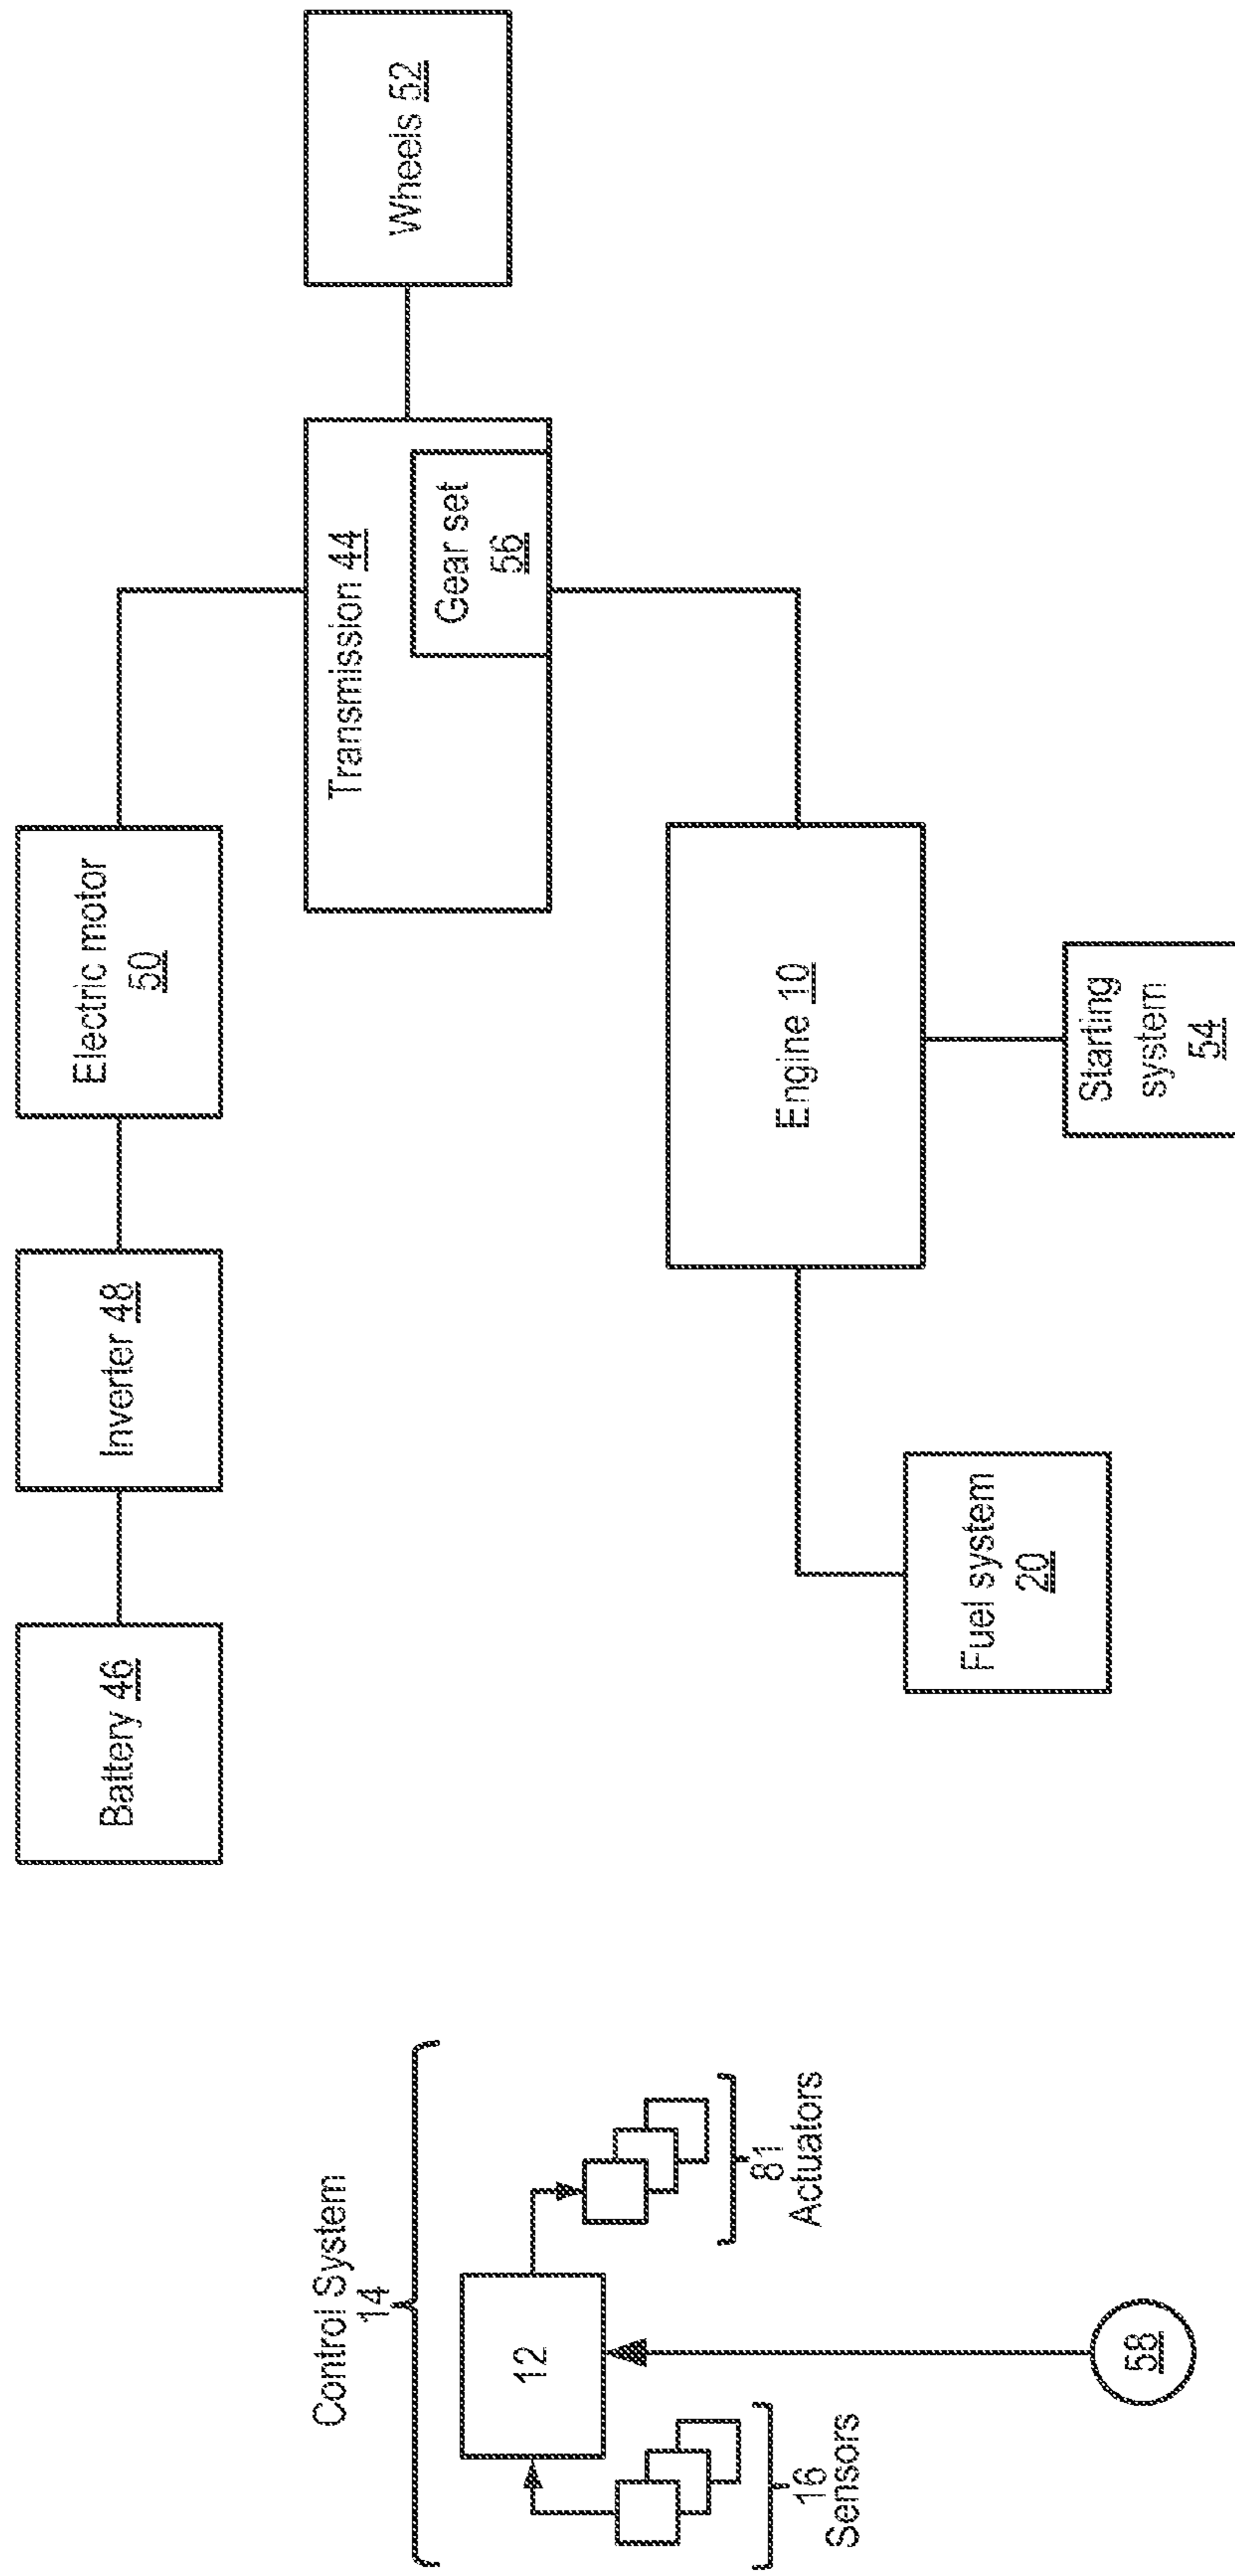 Battery 46
Inverter 48
Electric motor
50
Transmission 44
Gear set
56
Wheels 52
Engine 10
Fuel system
20
Starting
system
54
Control System
14
12
16
Sensors
81
Actuators
58